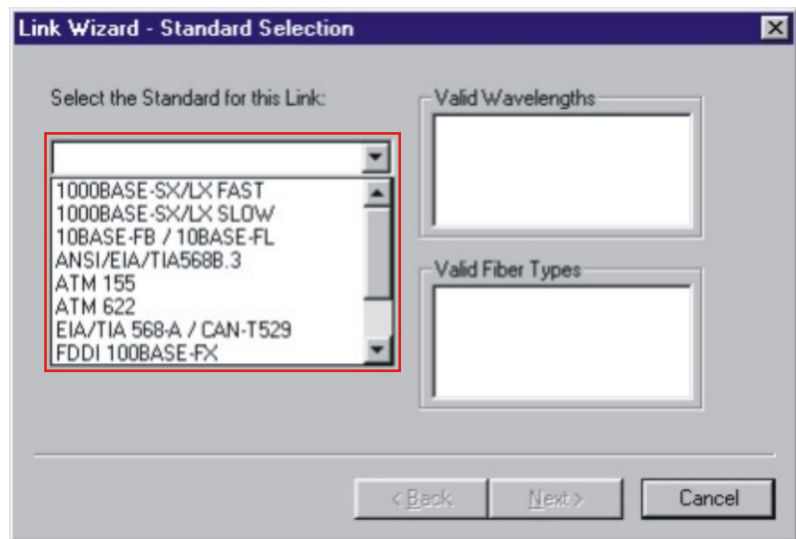 Link Wizard - Standard Selection
Select the Standard for this Link:
1000BASE-SX/LX FAST
1000BASE-SX/LX SLOW
10BASE-FB / 10BASE-FL
ANSI/EIA/TIA568B.3
ATM 155
ATM 622
EIA/TIA 568-A / CAN-T529
FDDI 100BASE-FX
Valid Wavelengths
Valid Fiber Types
< Back
Next >
Cancel